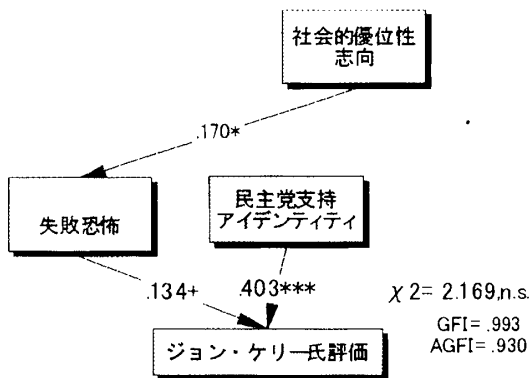 社会的優位性
志向
.170*
失敗恐怖
民主党支持
アイデンティティ
.134+
.403***
χ2= 2.169,n.s.
GFI= .993
AGFI= .930
ジョン・ケリー氏評価